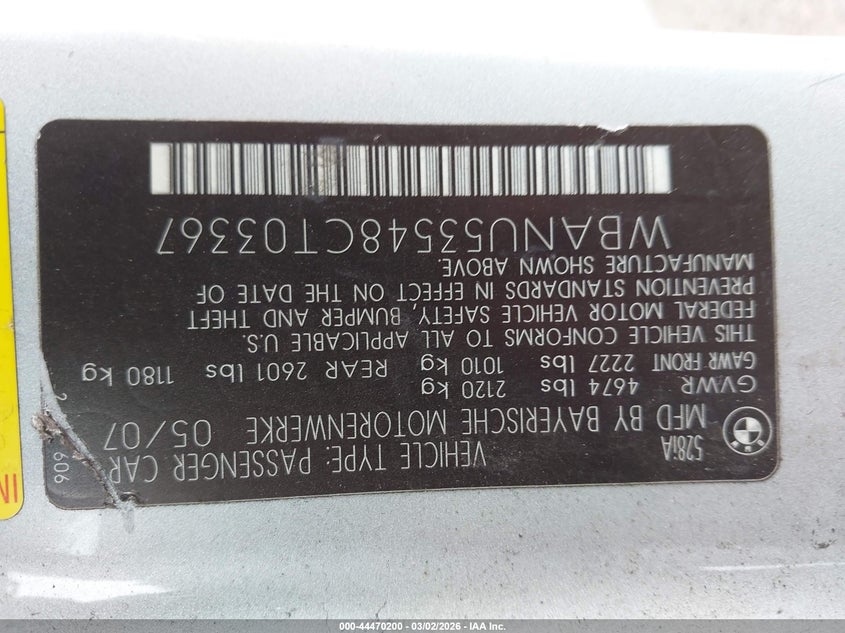 528iA
VEHICLE TYPE: PASSENGER CAR
MFD BY BAYERISCHE MOTORENWERKE 05/07
GVWR 4674 lbs 2120 kg
GAWR FRONT 2227 lbs 1010 kg REAR 2601 lbs 1180 kg
THIS VEHICLE CONFORMS TO ALL APPLICABLE U.S.
FEDERAL MOTOR VEHICLE SAFETY, BUMPER AND THEFT
PREVENTION STANDARDS IN EFFECT ON THE DATE OF
MANUFACTURE SHOWN ABOVE.
WBANU53548CT03367
606
IN
000-44470200 - 03/02/2026 - IAA Inc.